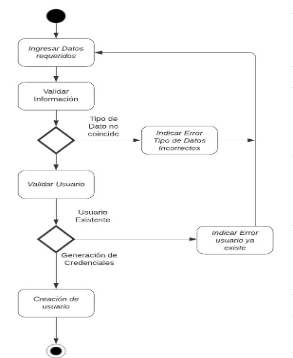 Ingresar Datos
requeridos
Validar
Información
Tipo de
Dato no
coincide
Indicar Error
Tipo de Datos
Incorrectos
Validar Usuario
Usuario
Existente
Indicar Error
usuario ya
existe
Generación de
Credenciales
Creación de
usuario